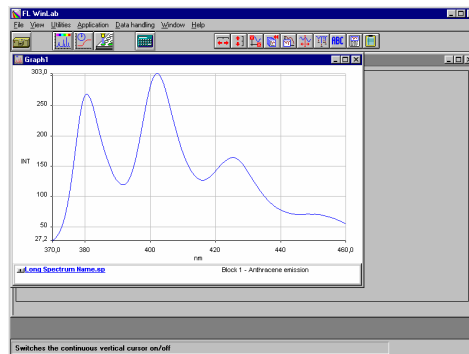 FL WinLab
File View Utilities Application Data handling Window Help
ABC
Graph1
303,0
250
200
INT
150
100
50
27,2
370,0 380 400 420 440 460,0
nm
Long Spectrum Name.sp Block 1 - Anthracene emission
Switches the continuous vertical cursor on/off